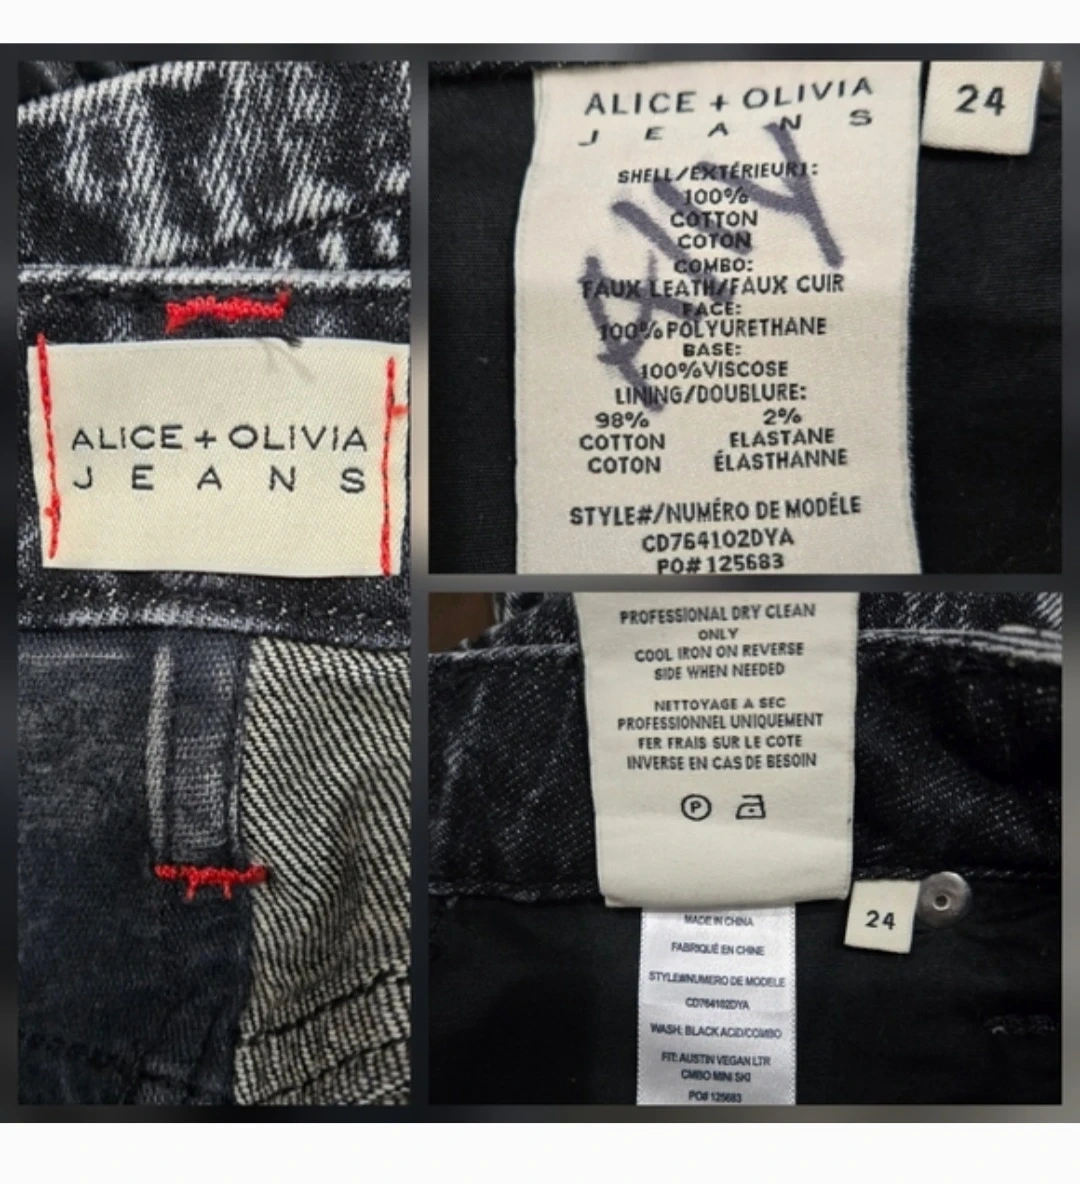 ALICE + OLIVIA
JEANS
ALICE + OLIVIA
JEANS
24
SHELL/EXTÉRIEUR1:
100%
COTTON
COTON
COMBO:
FAUX LEATH/FAUX CUIR
FACE:
100%POLYURETHANE
BASE:
100%VISCOSE
LINING/DOUBLURE:
98% 2%
COTTON ELASTANE
COTON ÉLASTHANNE
STYLE#/NUMÉRO DE MODÉLE
CD764102DYA
PO# 125683
PROFESSIONAL DRY CLEAN
ONLY
COOL IRON ON REVERSE
SIDE WHEN NEEDED
NETTOYAGE A SEC
PROFESSIONNEL UNIQUEMENT
FER FRAIS SUR LE COTE
INVERSE EN CAS DE BESOIN
P
24
MADE IN CHINA
FABRIQUÉ EN CHINE
STYLE#NUMERO DE MODELE
CD764102DYA
WASH: BLACK ACID/COMBO
FIT: AUSTIN VEGAN LTR
CMBO MINI SKI
PO# 125683